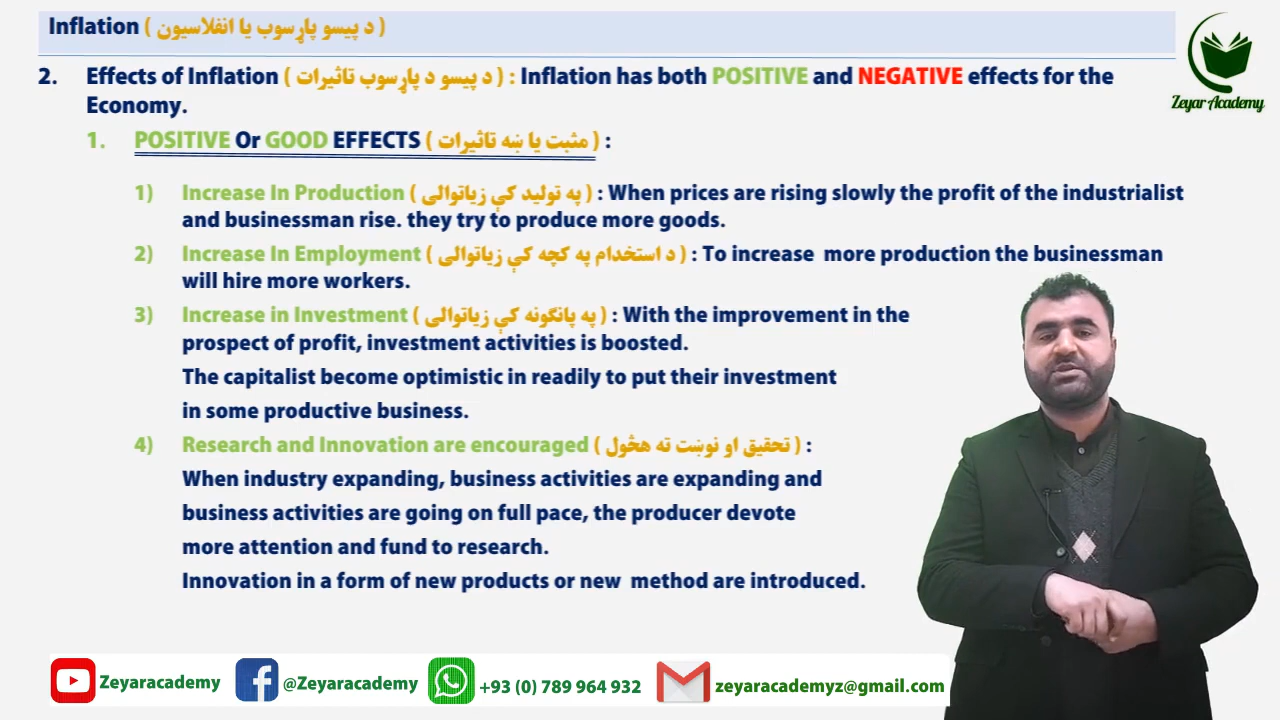 Inflation ( د پیسو پاړسوب یا انفلاسیون )
Zeyar Academy
2. Effects of Inflation ( د پیسو د پاړسوب تاثیرات ) : Inflation has both POSITIVE and NEGATIVE effects for the
Economy.
1. POSITIVE Or GOOD EFFECTS ( مثبت یا ښه تاثیرات ) :
1) Increase In Production ( په تولید کې زیاتوالی ) : When prices are rising slowly the profit of the industrialist
and businessman rise. they try to produce more goods.
2) Increase In Employment ( د استخدام په کچه کې زیاتوالی ) : To increase more production the businessman
will hire more workers.
3) Increase in Investment ( په پانګونه کې زیاتوالی ) : With the improvement in the
prospect of profit, investment activities is boosted.
The capitalist become optimistic in readily to put their investment
in some productive business.
4) Research and Innovation are encouraged ( تحقیق او نوښت ته هڅول ) :
When industry expanding, business activities are expanding and
business activities are going on full pace, the producer devote
more attention and fund to research.
Innovation in a form of new products or new method are introduced.
Zeyaracademy @Zeyaracademy +93 (0) 789 964 932 zeyaracademyz@gmail.com